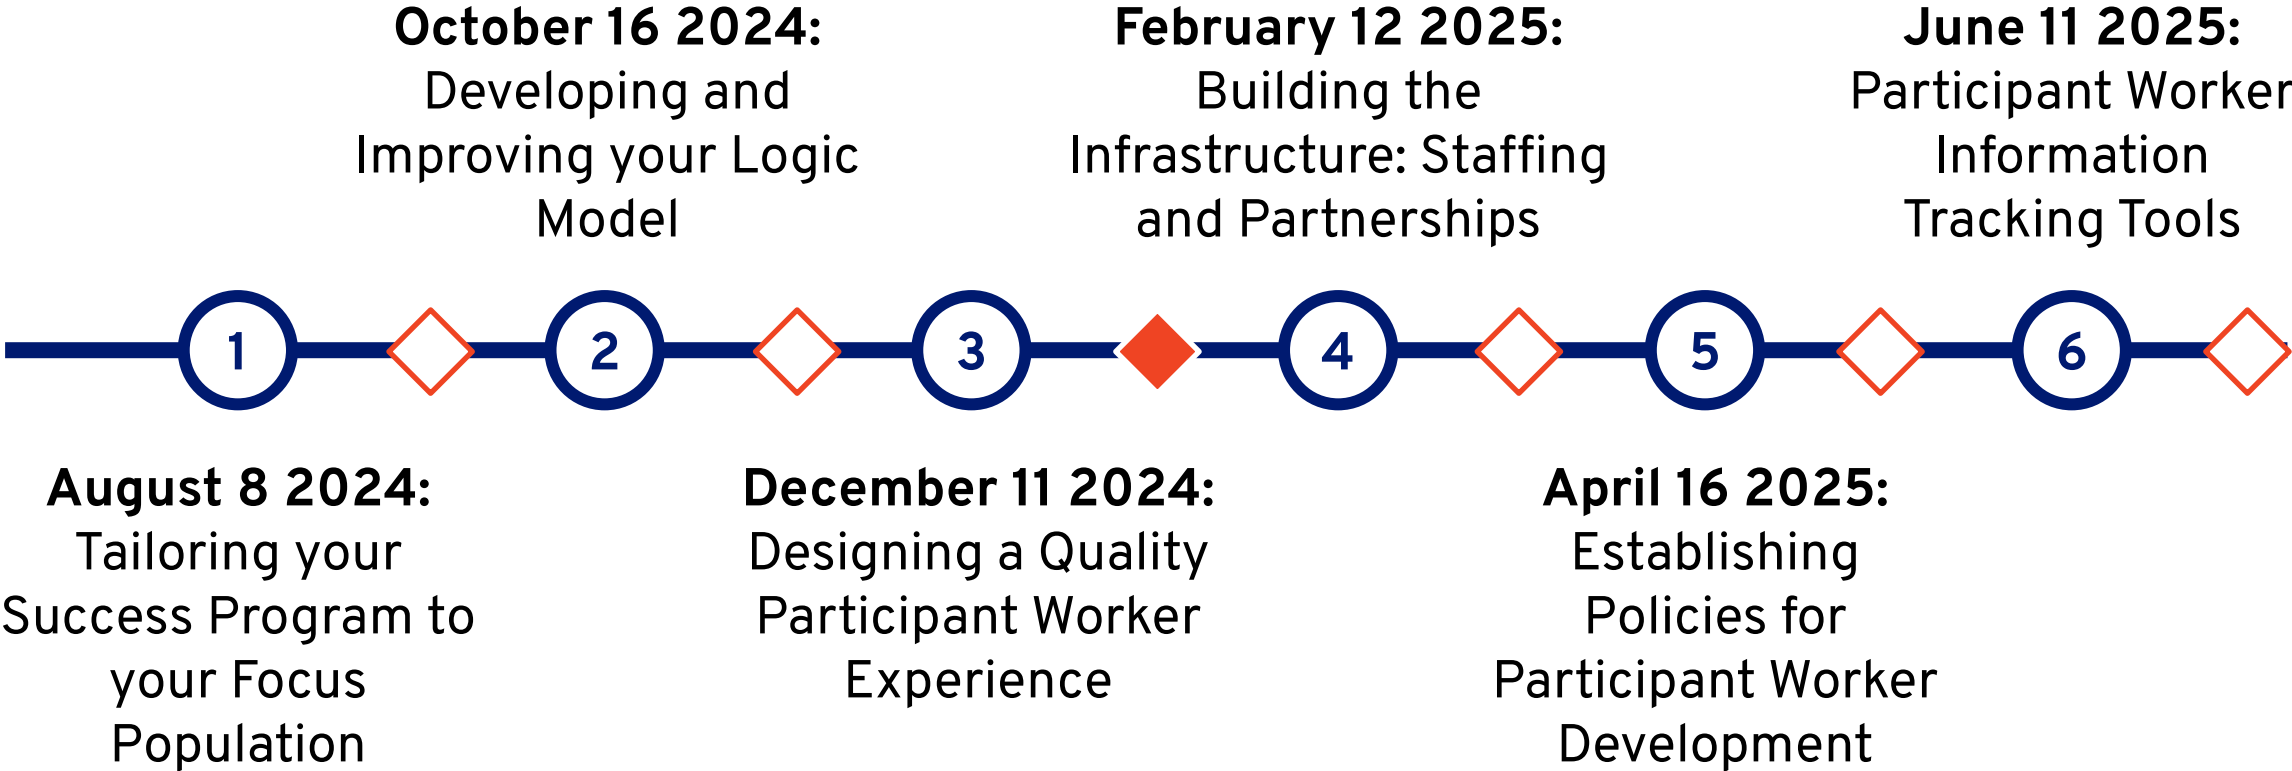 October 16 2024:
Developing and
Improving your Logic
Model
February 12 2025:
Building the
Infrastructure: Staffing
and Partnerships
June 11 2025:
Participant Worker
Information
Tracking Tools
1
2
3
4
5
6
August 8 2024:
Tailoring your
Success Program to
your Focus
Population
December 11 2024:
Designing a Quality
Participant Worker
Experience
April 16 2025:
Establishing
Policies for
Participant Worker
Development